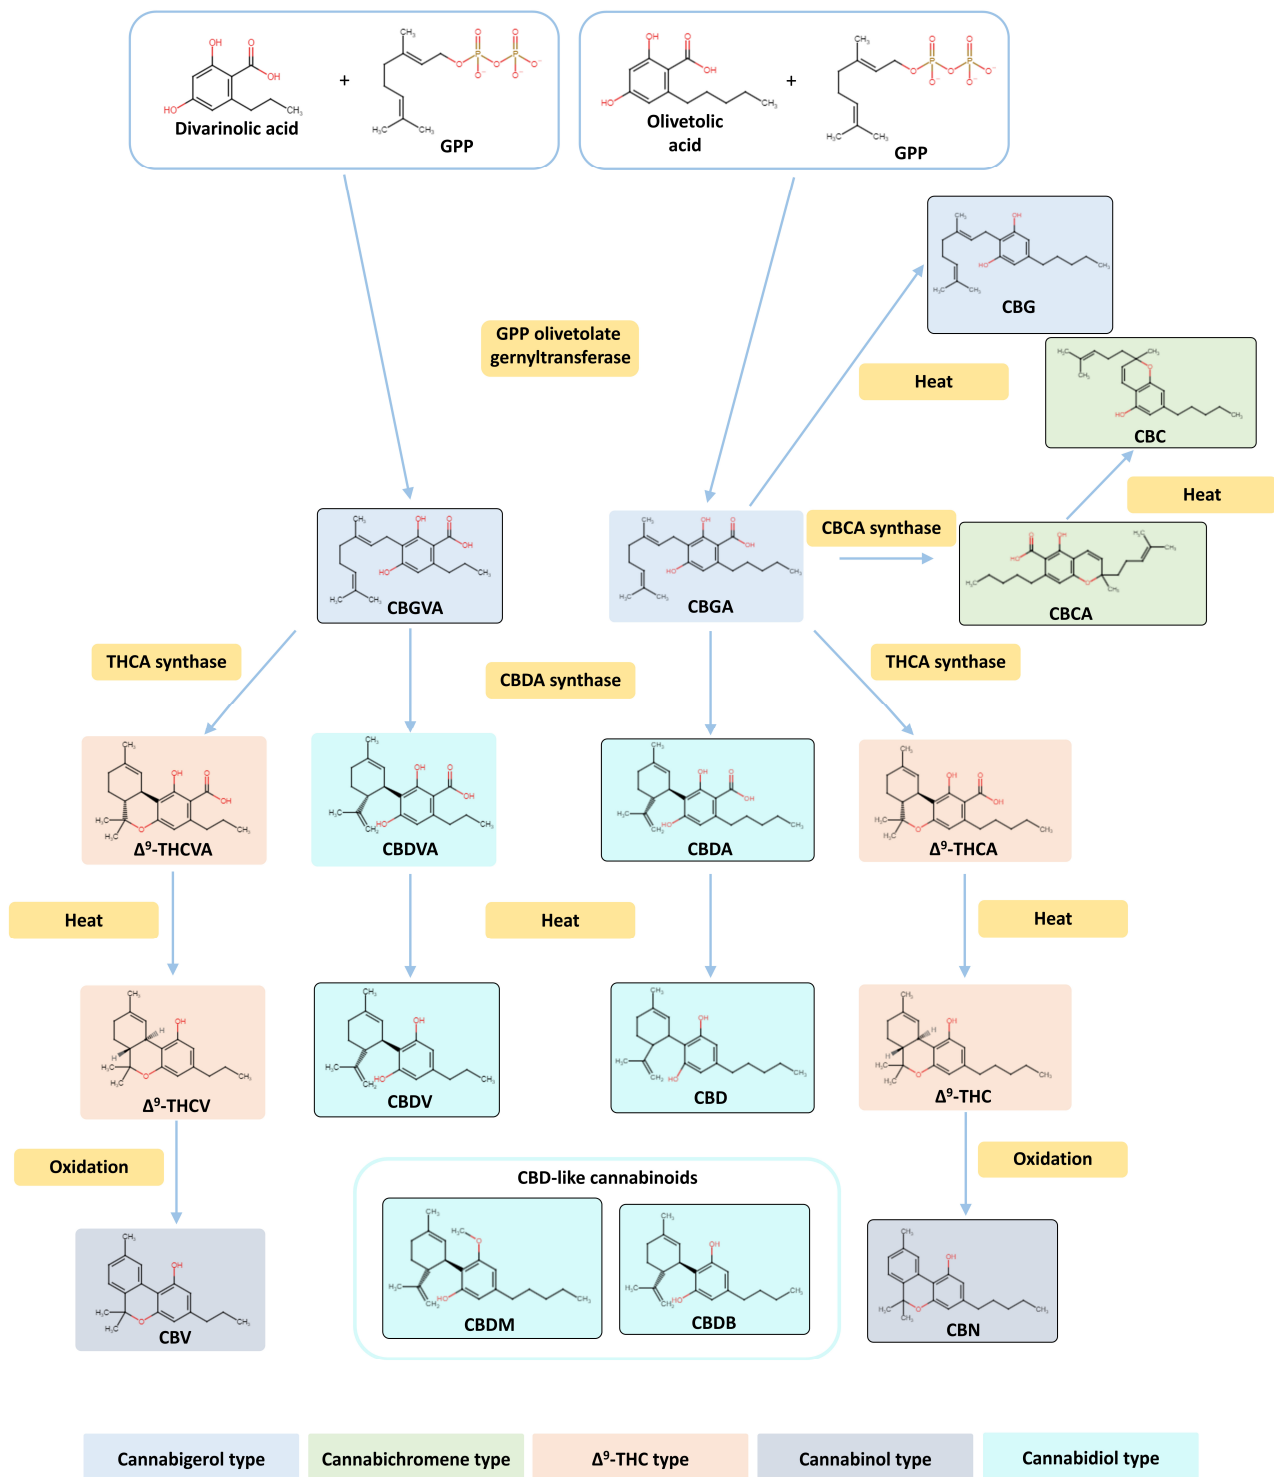 Divarinolic acid
+
GPP
Olivetolic
acid
+
GPP
CBG
GPP olivetolate
gernyltransferase
Heat
CBC
Heat
CBCA synthase
CBGVA
CBGA
CBCA
THCA synthase
CBDA synthase
THCA synthase
Δ⁹-THCVA
CBDVA
CBDA
Δ⁹-THCA
Heat
Heat
Heat
Δ⁹-THCV
CBDV
CBD
Δ⁹-THC
Oxidation
Oxidation
CBD-like cannabinoids
CBV
CBDM
CBDB
CBN
Cannabigerol type
Cannabichromene type
Δ⁹-THC type
Cannabinol type
Cannabidiol type